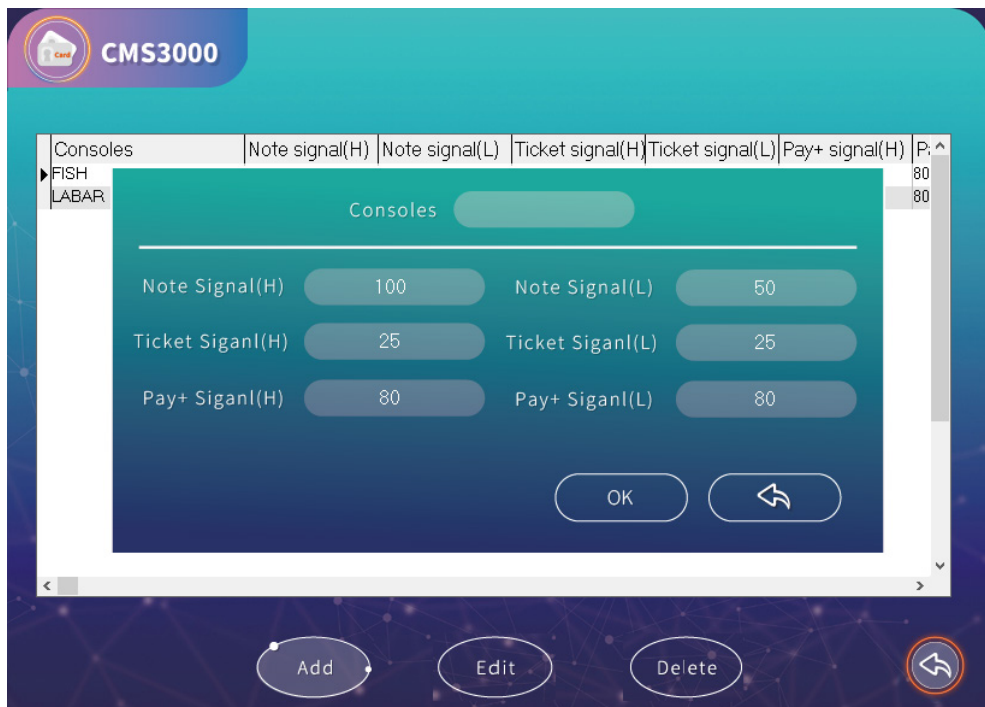 Card
CMS3000
Consoles Note signal(H) Note signal(L) Ticket signal(H) Ticket signal(L) Pay+ signal(H)
FISH 80
LABAR 80
Consoles
Note Signal(H) 100 Note Signal(L) 50
Ticket Siganl(H) 25 Ticket Siganl(L) 25
Pay+ Siganl(H) 80 Pay+ Siganl(L) 80
OK
Add Edit Delete